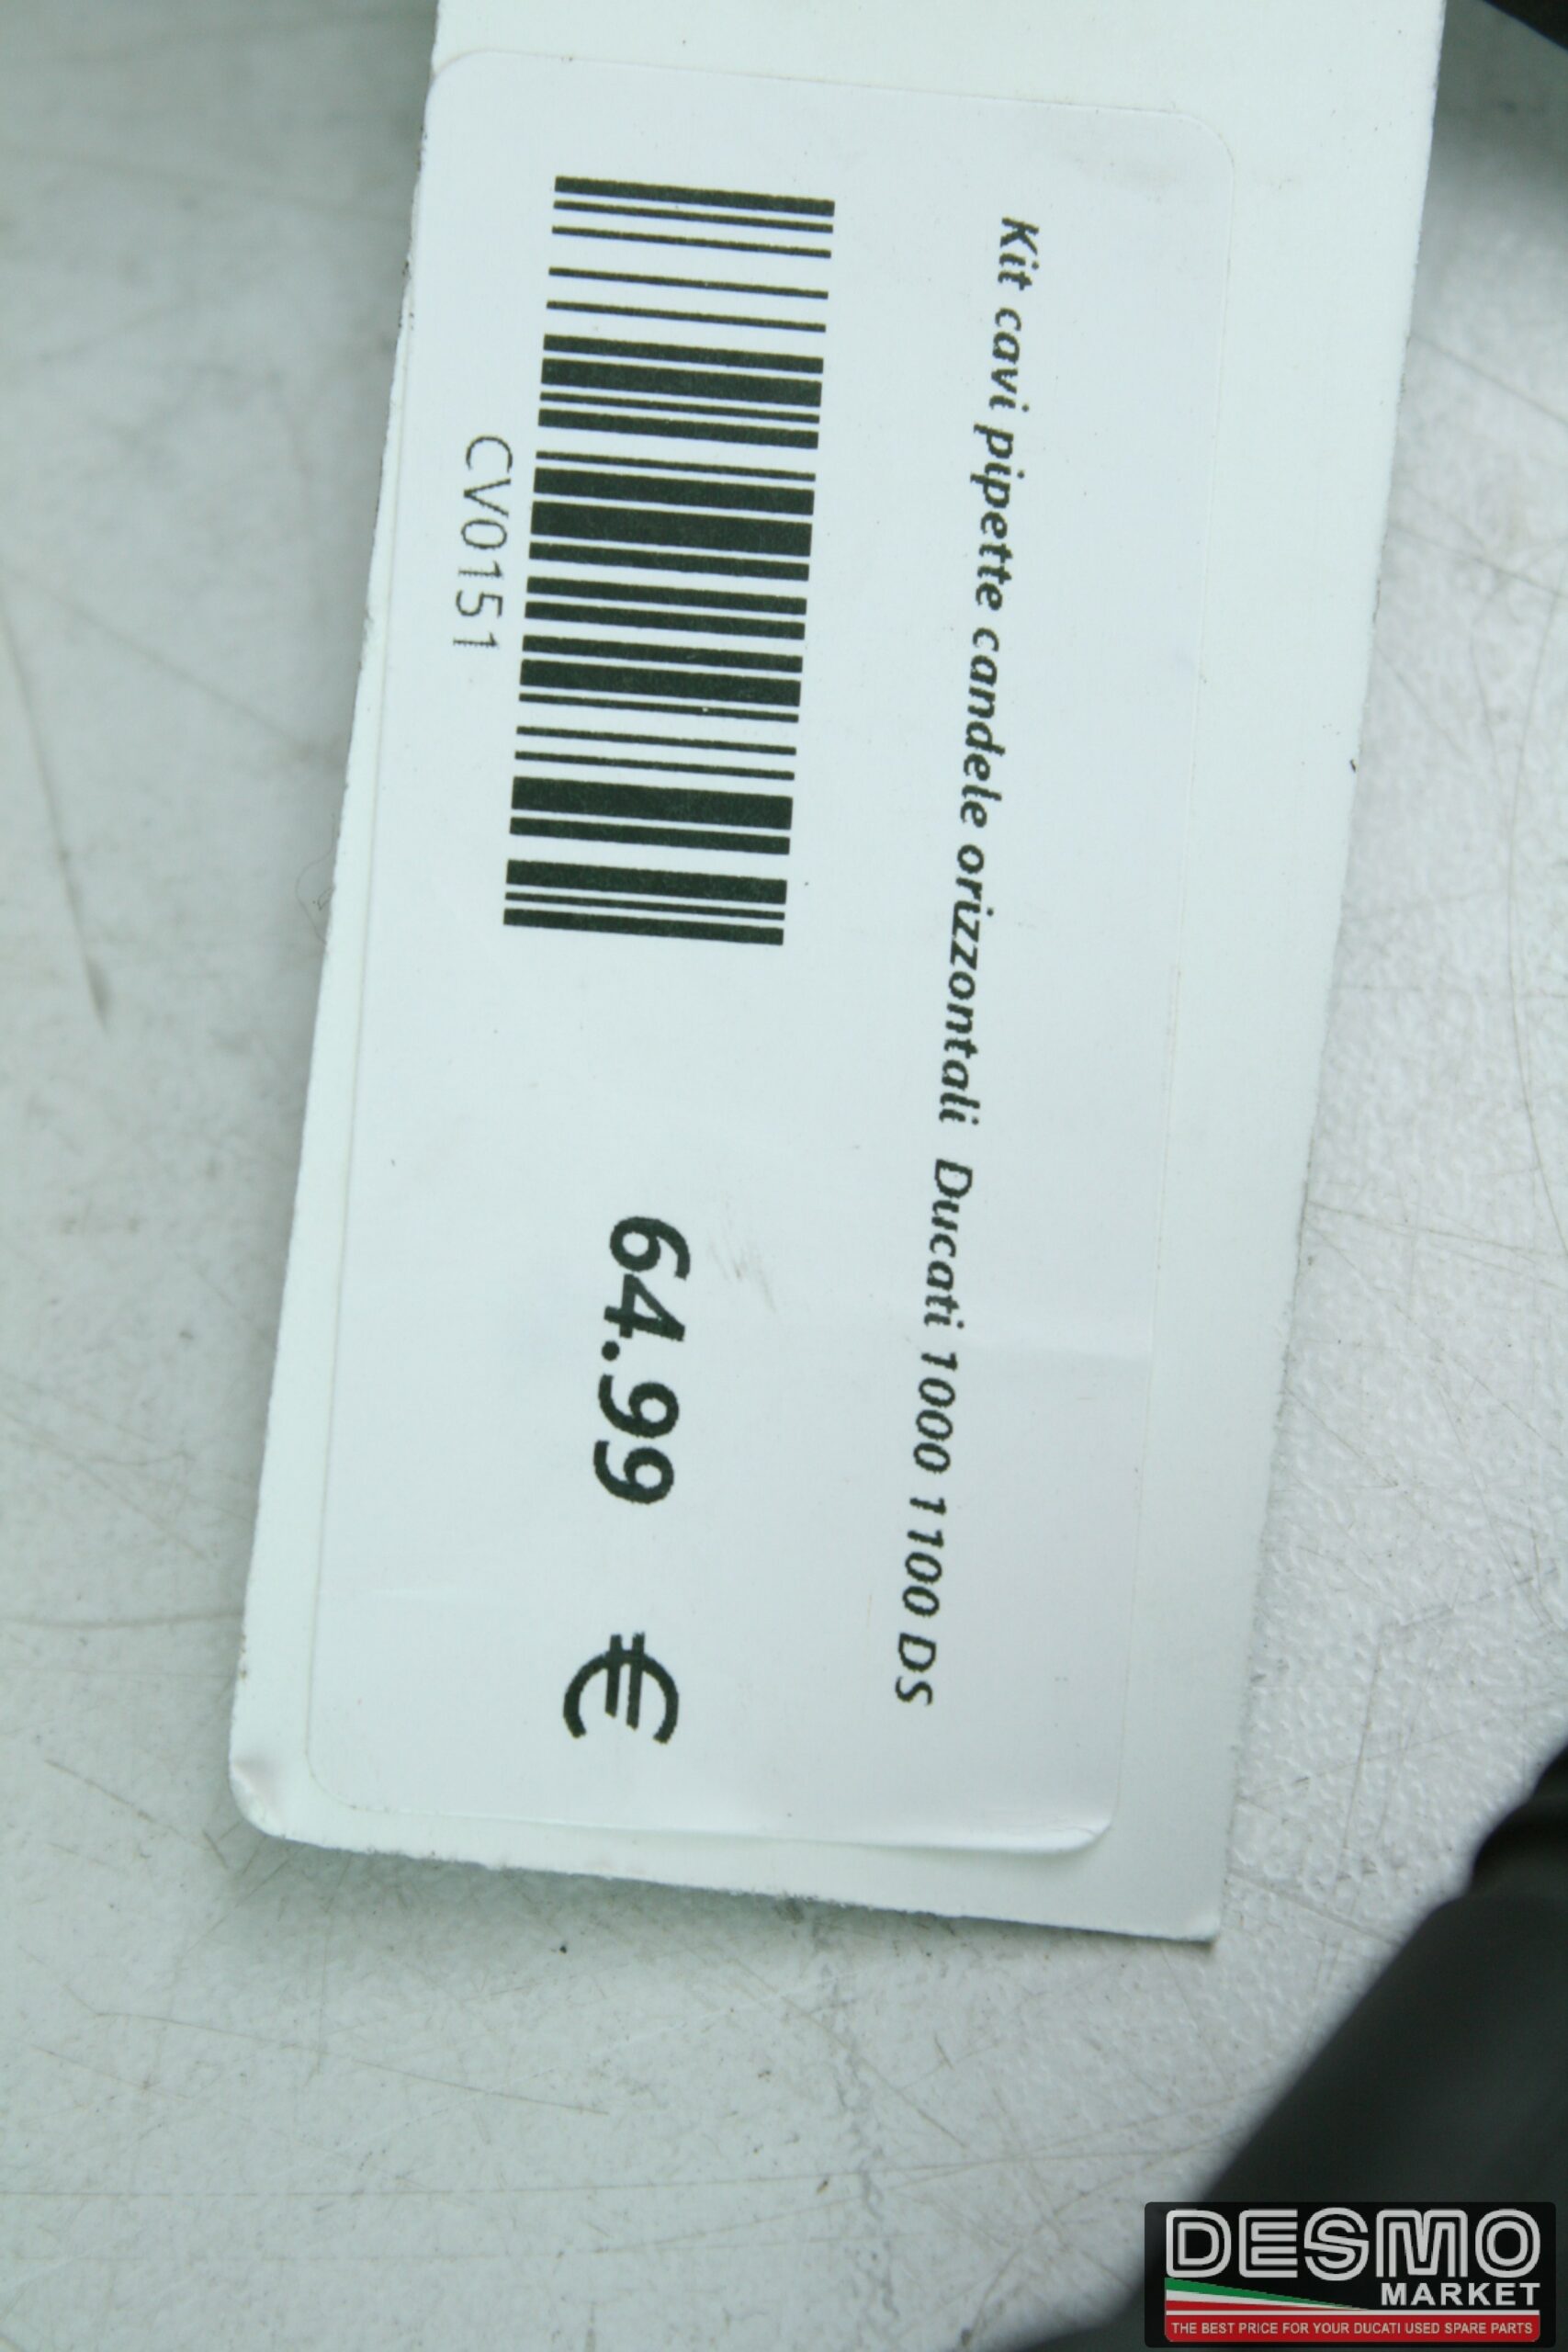 Kit cavi pipette candele orizzontali Ducati 1000 1100 DS
CV0151
64.99 €
DESMO
MARKET
THE BEST PRICE FOR YOUR DUCATI USED SPARE PARTS